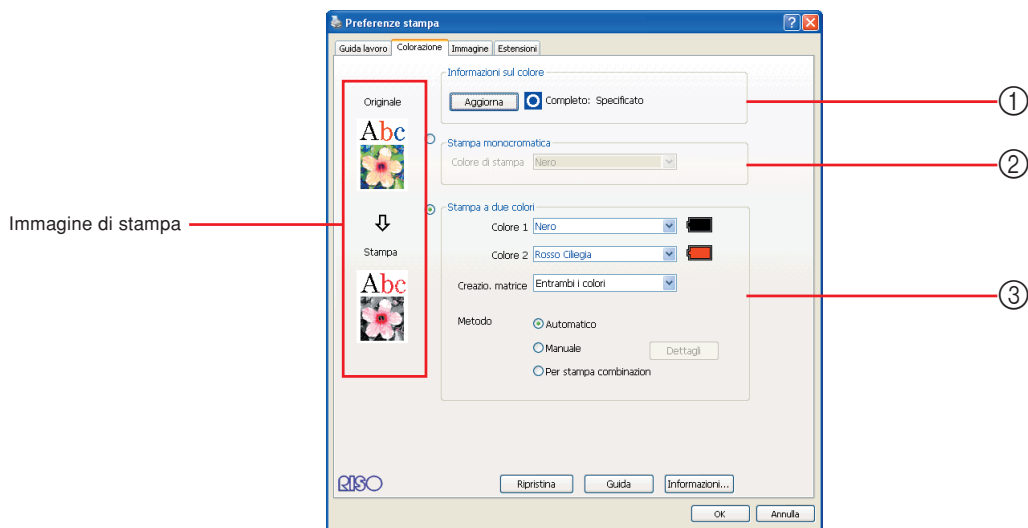 Preferenze stampa
Guida lavoro Colorazione Immagine Estensioni
Informazioni sul colore
Aggiorna Completo: Specificato
①
Originale
Abc
Stampa monocromatica
Colore di stampa Nero
②
Immagine di stampa
Stampa
Abc
Stampa a due colori
Colore 1 Nero
Colore 2 Rosso Ciliegia
Creazio. matrice Entrambi i colori
③
Metodo Automatico
Manuale Dettagli
Per stampa combinazion
RISO
Ripristina Guida Informazioni...
OK Annulla